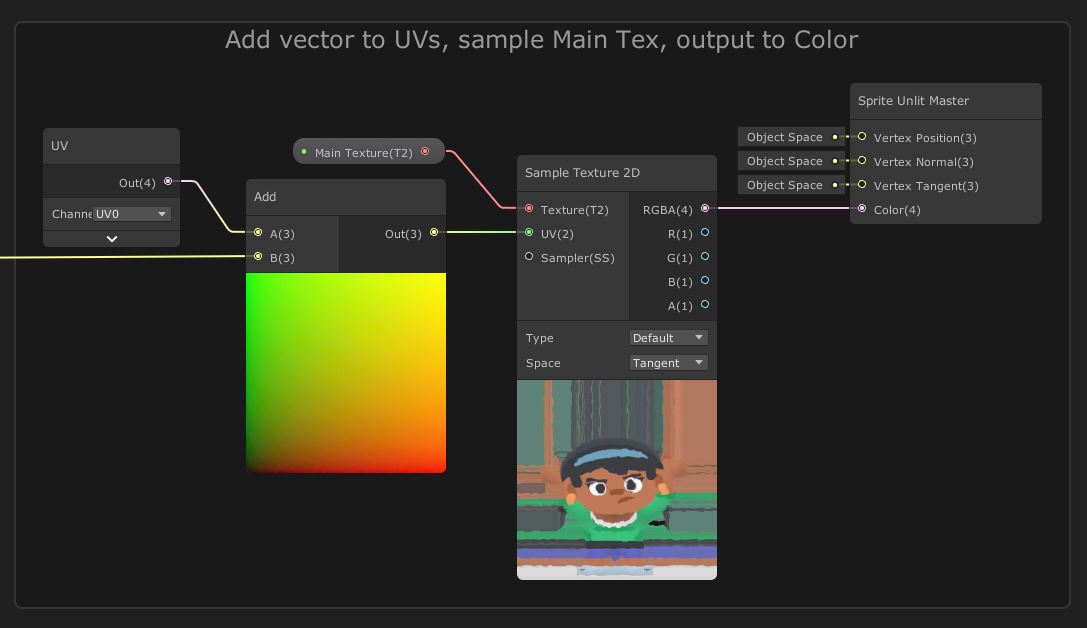 Add vector to UVs, sample Main Tex, output to Color
Sprite Unlit Master
Object Space
Vertex Position(3)
Object Space
Vertex Normal(3)
Object Space
Vertex Tangent(3)
Color(4)
UV
Out(4)
Channe
UV0
Main Texture(T2)
Add
A(3)
Out(3)
B(3)
Sample Texture 2D
Texture(T2)
RGBA(4)
UV(2)
R(1)
Sampler(SS)
G(1)
B(1)
A(1)
Type
Default
Space
Tangent